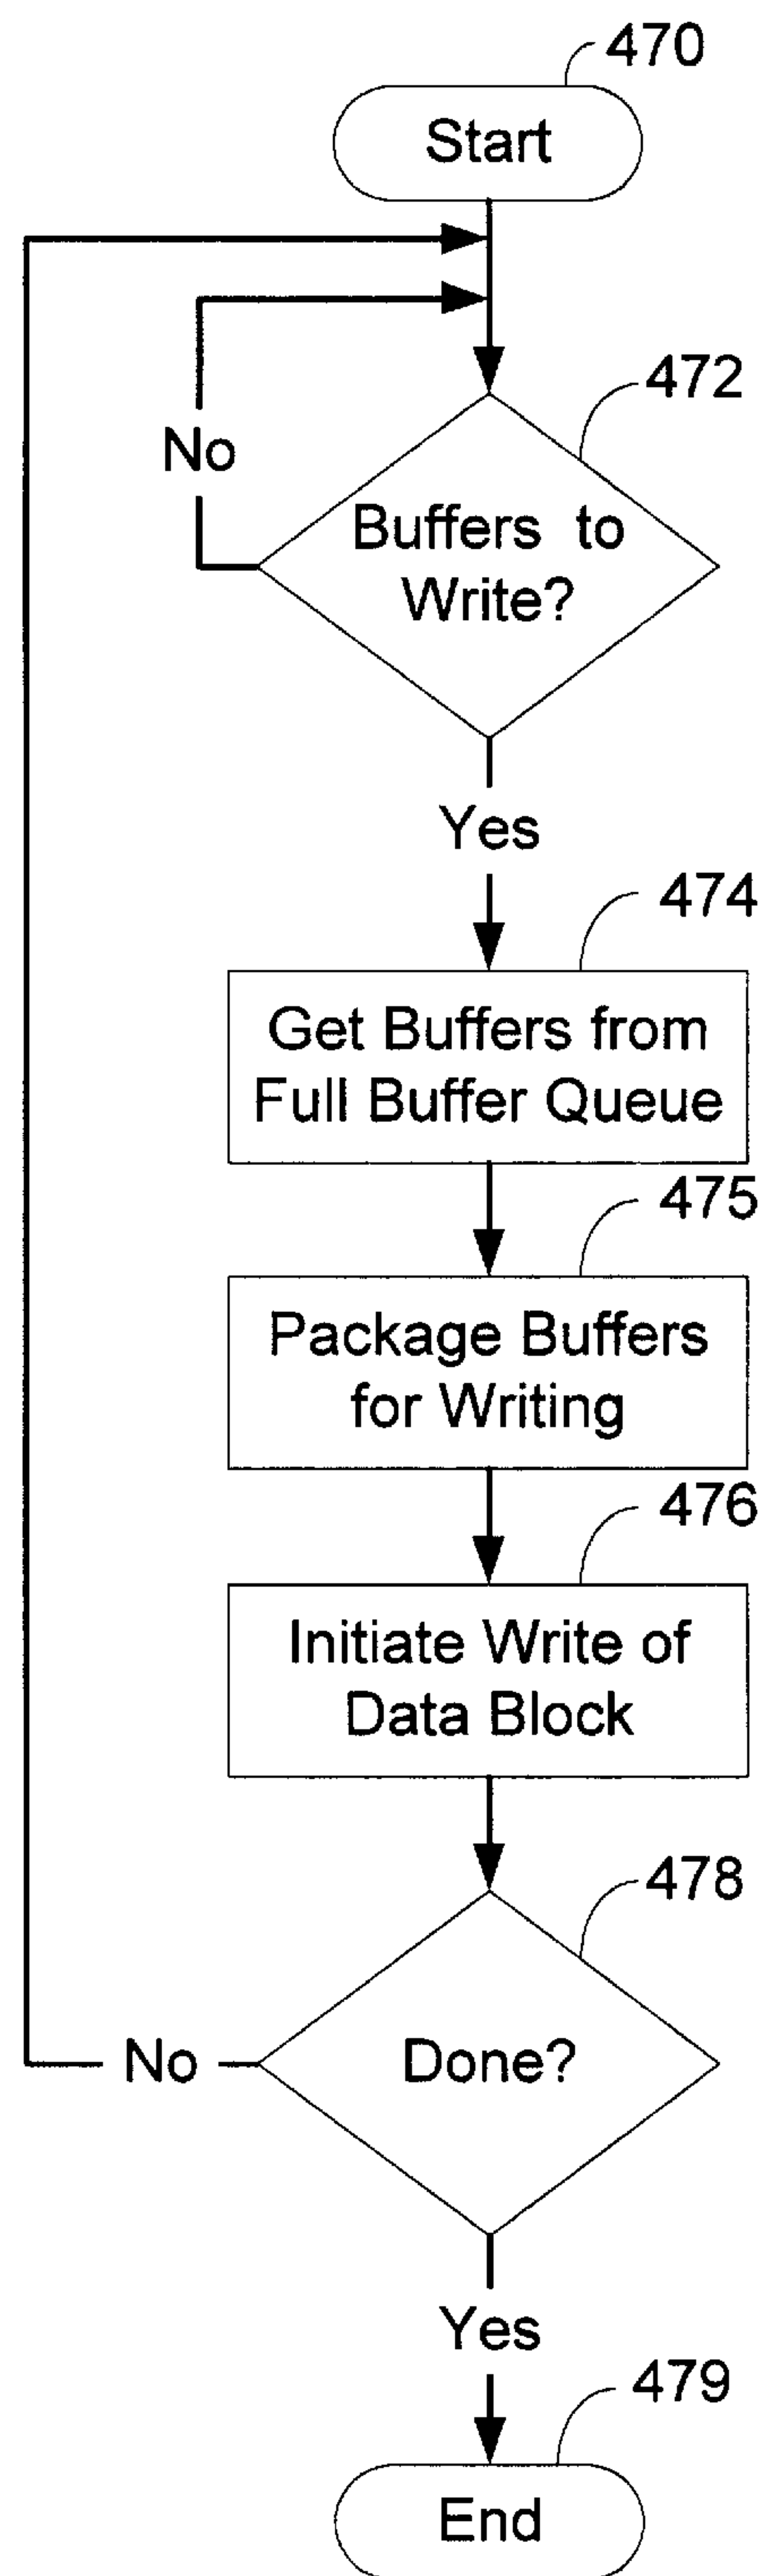 470
Start
472
No
Buffers to
Write?
Yes
474
Get Buffers from
Full Buffer Queue
475
Package Buffers
for Writing
476
Initiate Write of
Data Block
478
No
Done?
Yes
479
End